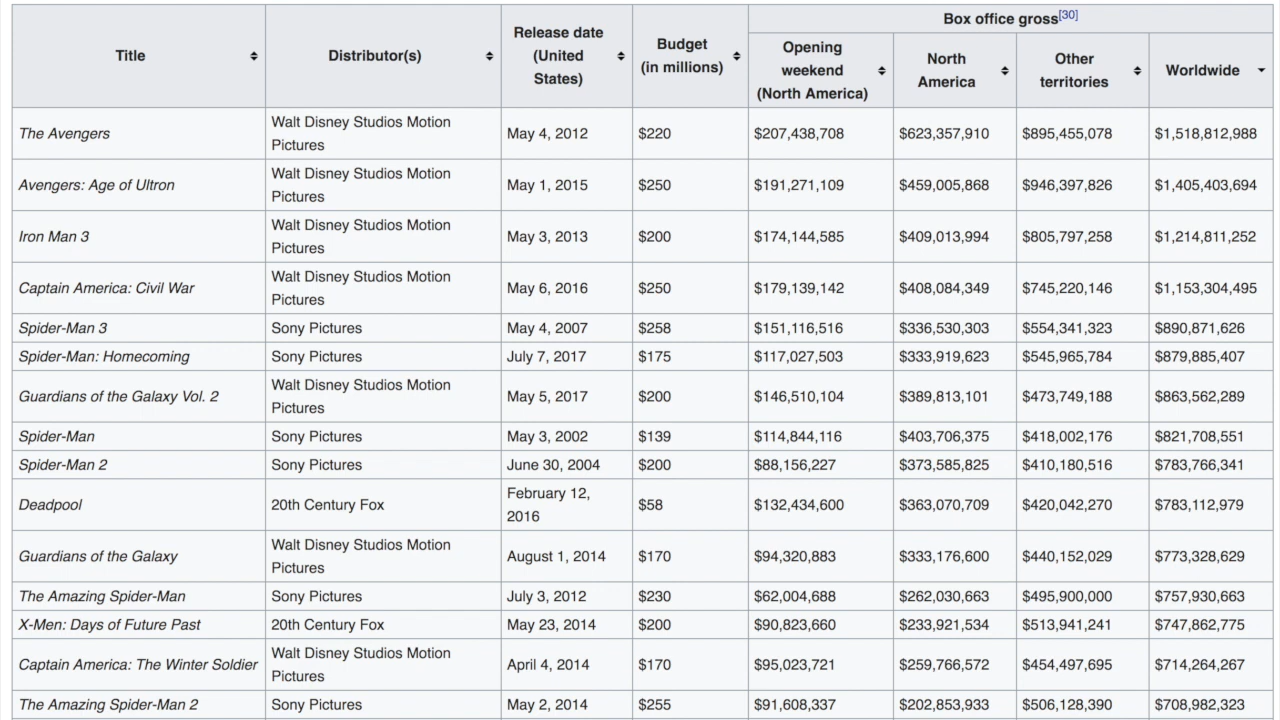 Title
Distributor(s)
Release date
(United
States)
Budget
(in millions)
Box office gross[30]
Opening
weekend
(North America)
North
America
Other
territories
Worldwide
The Avengers
Walt Disney Studios Motion
Pictures
May 4, 2012
$220
$207,438,708
$623,357,910
$895,455,078
$1,518,812,988
Avengers: Age of Ultron
Walt Disney Studios Motion
Pictures
May 1, 2015
$250
$191,271,109
$459,005,868
$946,397,826
$1,405,403,694
Iron Man 3
Walt Disney Studios Motion
Pictures
May 3, 2013
$200
$174,144,585
$409,013,994
$805,797,258
$1,214,811,252
Captain America: Civil War
Walt Disney Studios Motion
Pictures
May 6, 2016
$250
$179,139,142
$408,084,349
$745,220,146
$1,153,304,495
Spider-Man 3
Sony Pictures
May 4, 2007
$258
$151,116,516
$336,530,303
$554,341,323
$890,871,626
Spider-Man: Homecoming
Sony Pictures
July 7, 2017
$175
$117,027,503
$333,919,623
$545,965,784
$879,885,407
Guardians of the Galaxy Vol. 2
Walt Disney Studios Motion
Pictures
May 5, 2017
$200
$146,510,104
$389,813,101
$473,749,188
$863,562,289
Spider-Man
Sony Pictures
May 3, 2002
$139
$114,844,116
$403,706,375
$418,002,176
$821,708,551
Spider-Man 2
Sony Pictures
June 30, 2004
$200
$88,156,227
$373,585,825
$410,180,516
$783,766,341
Deadpool
20th Century Fox
February 12,
2016
$58
$132,434,600
$363,070,709
$420,042,270
$783,112,979
Guardians of the Galaxy
Walt Disney Studios Motion
Pictures
August 1, 2014
$170
$94,320,883
$333,176,600
$440,152,029
$773,328,629
The Amazing Spider-Man
Sony Pictures
July 3, 2012
$230
$62,004,688
$262,030,663
$495,900,000
$757,930,663
X-Men: Days of Future Past
20th Century Fox
May 23, 2014
$200
$90,823,660
$233,921,534
$513,941,241
$747,862,775
Captain America: The Winter Soldier
Walt Disney Studios Motion
Pictures
April 4, 2014
$170
$95,023,721
$259,766,572
$454,497,695
$714,264,267
The Amazing Spider-Man 2
Sony Pictures
May 2, 2014
$255
$91,608,337
$202,853,933
$506,128,390
$708,982,323